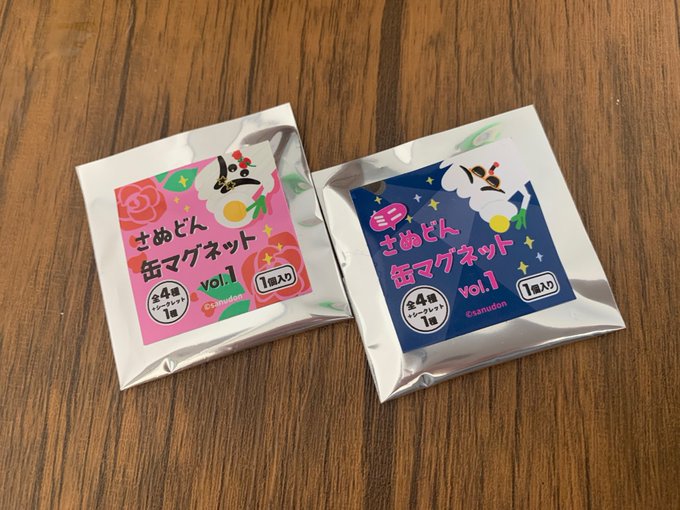 さぬどん
缶マグネット
vol.1
全4種
+シークレット
1種
1個入り
©sanudon
ミニ
さぬどん
缶マグネット
vol.1
全4種
+シークレット
1種
1個入り
©sanudon